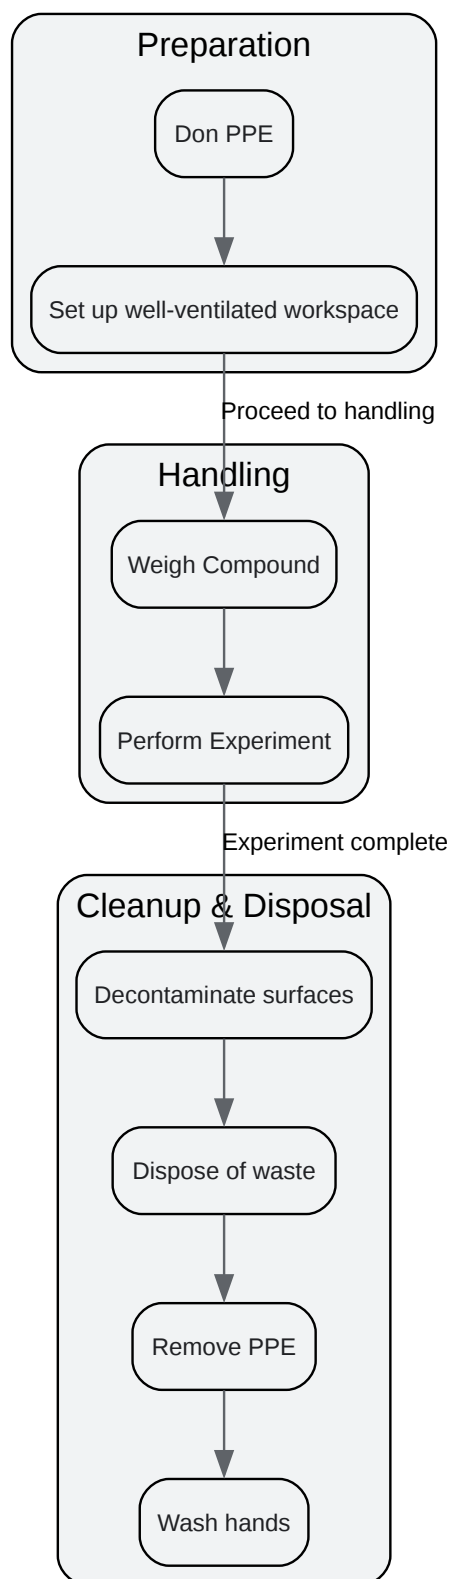 Preparation
Don PPE
Set up well-ventilated workspace
Proceed to handling
Handling
Weigh Compound
Perform Experiment
Experiment complete
Cleanup & Disposal
Decontaminate surfaces
Dispose of waste
Remove PPE
Wash hands